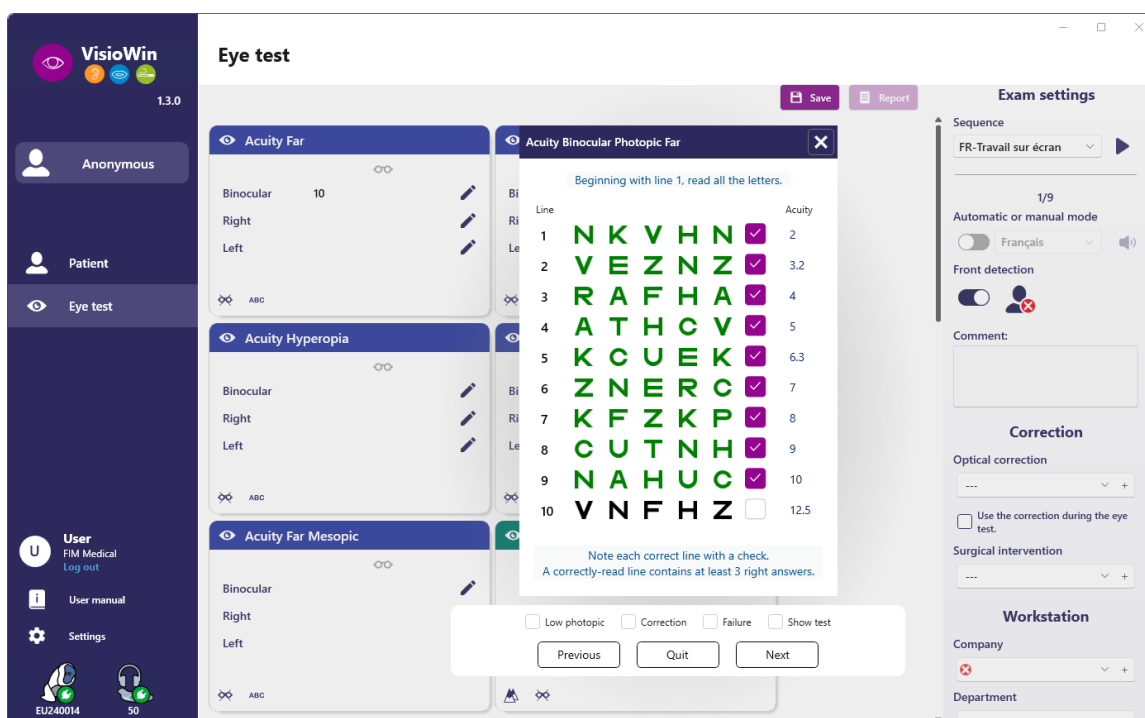 VisioWin
1.3.0
Anonymous
Patient
Eye test
User
U
FIM Medical
Log out
User manual
Settings
EU240014
50
Eye test
Save
Report
Acuity Far
Binocular 10
Right
Left
ABC
Acuity Hyperopia
Binocular
Right
Left
ABC
Acuity Far Mesopic
Binocular
Right
Left
ABC
Bi
Ri
Le
Bi
Ri
Le
Acuity Binocular Photopic Far
Beginning with line 1, read all the letters.
Line Acuity
1 N K V H N 2
2 V E Z N Z 3.2
3 R A F H A 4
4 A T H C V 5
5 K C U E K 6.3
6 Z N E R C 7
7 K F Z K P 8
8 C U T N H 9
9 N A H U C 10
10 V N F H Z 12.5
Note each correct line with a check.
A correctly-read line contains at least 3 right answers.
Low photopic Correction Failure Show test
Previous Quit Next
Exam settings
Sequence
FR-Travail sur écran
1/9
Automatic or manual mode
Français
Front detection
Comment:
Correction
Optical correction
---
Use the correction during the eye
test.
Surgical intervention
---
Workstation
Company
Department